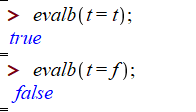 > evalb(t = t);
true
> evalb(t = f);
false